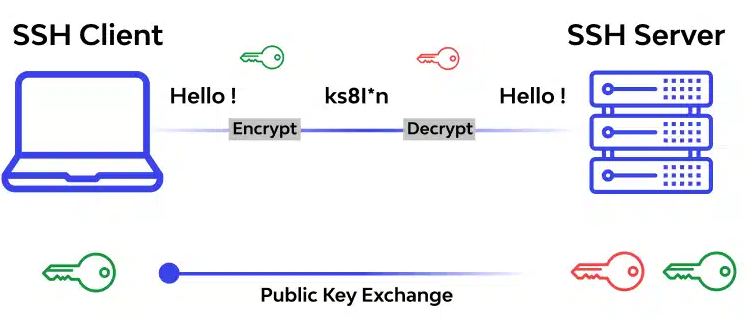 SSH Client
SSH Server
Hello !
ks8I*n
Hello !
Encrypt
Decrypt
Public Key Exchange